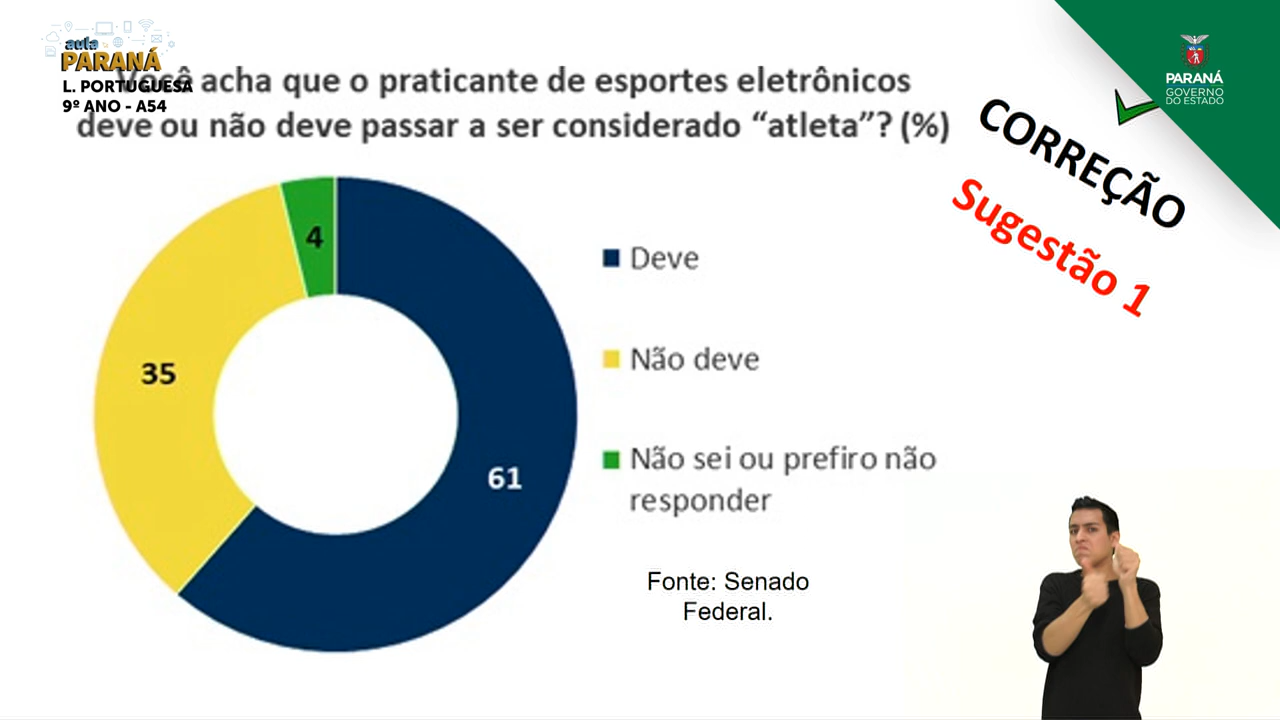 aula
PARANÁ
L. PORTUGUESA
9º ANO - A54
Você acha que o praticante de esportes eletrônicos
deve ou não deve passar a ser considerado “atleta”? (%)
PARANÁ
GOVERNO
DO ESTADO
CORREÇÃO
Sugestão 1
4
35
61
Deve
Não deve
Não sei ou prefiro não
responder
Fonte: Senado
Federal.